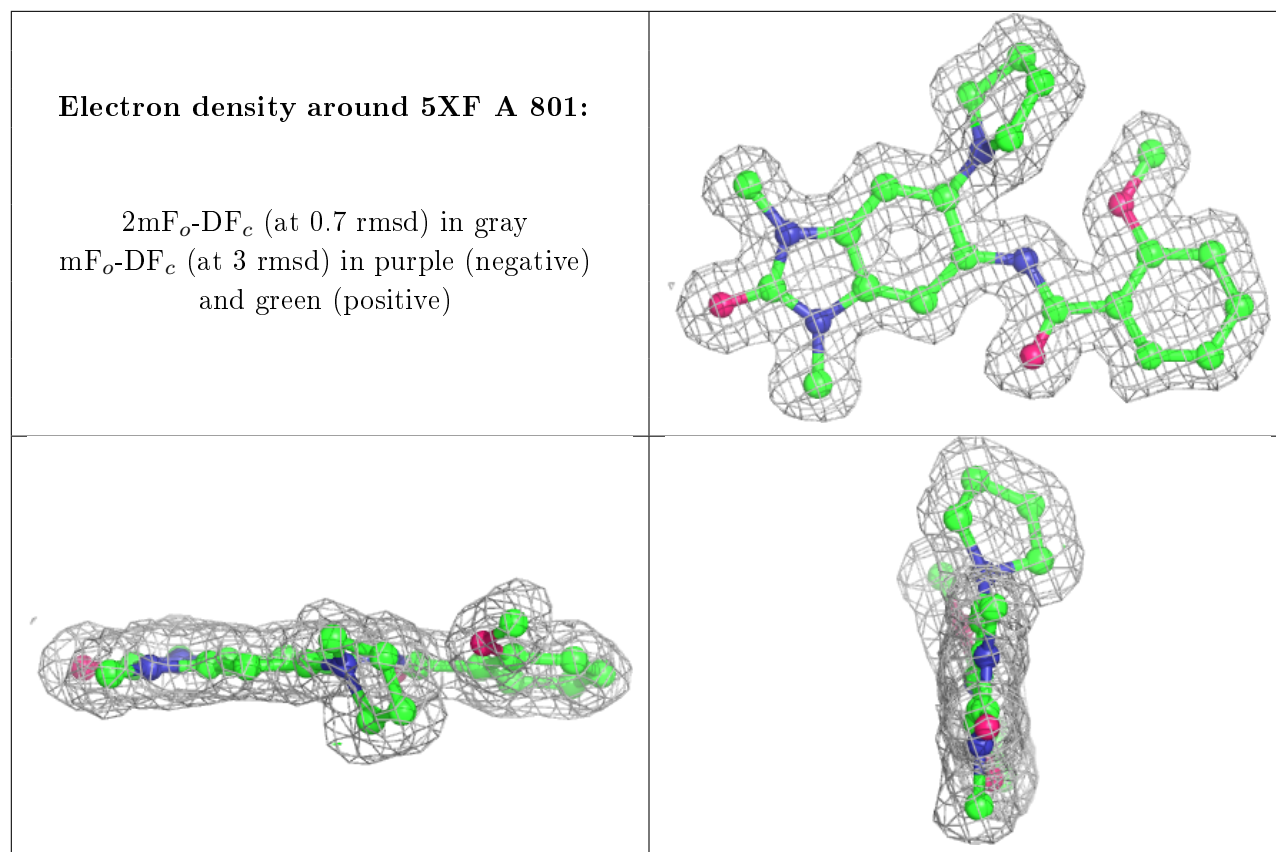 Electron density around 5XF A 801:
2mFₒ-DF𝒸 (at 0.7 rmsd) in gray
mFₒ-DF𝒸 (at 3 rmsd) in purple (negative)
and green (positive)